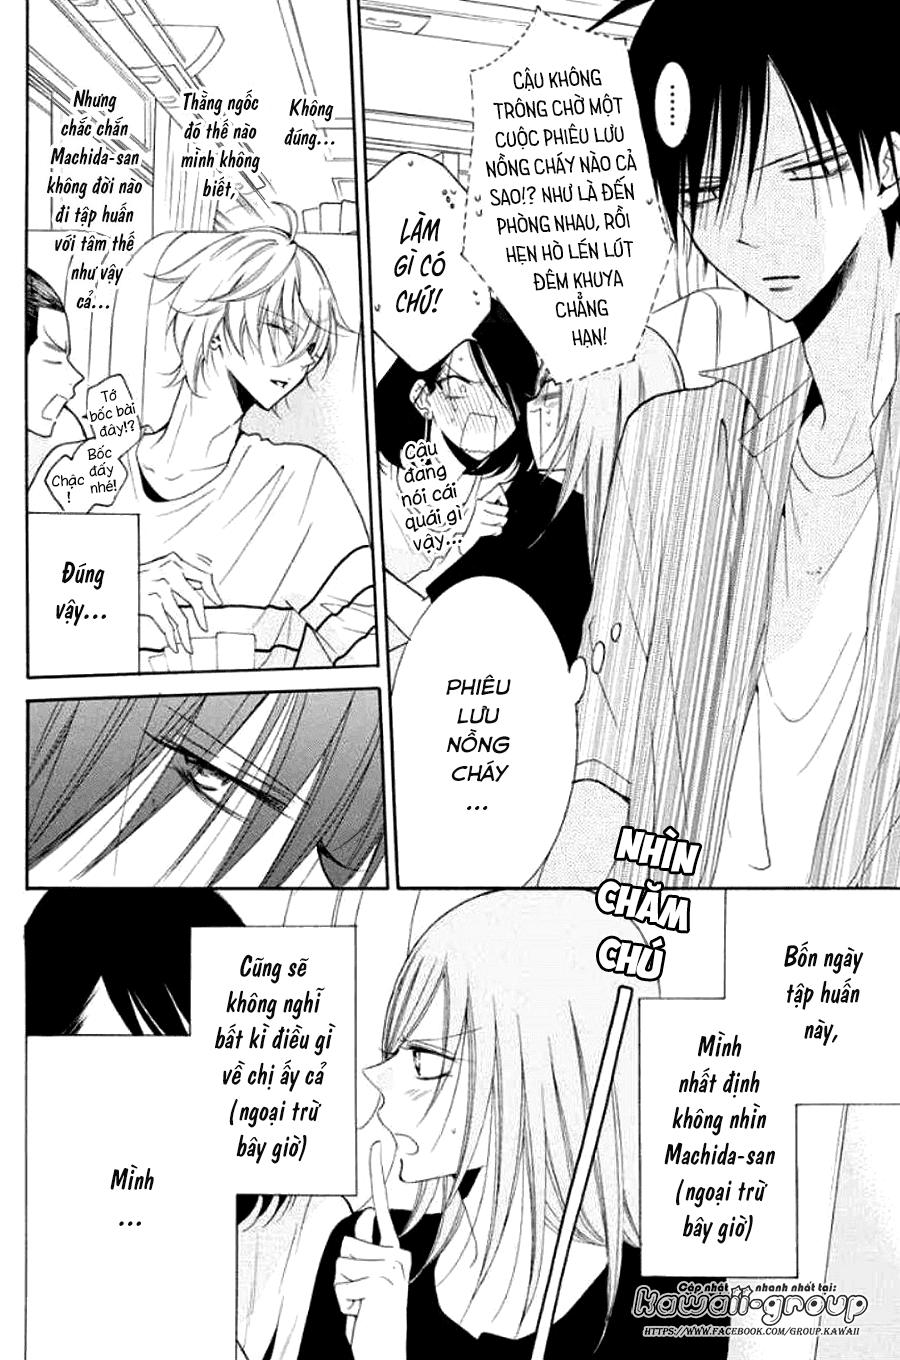 ......
CẬU KHÔNG
TRÔNG CHỜ MỘT
CUỘC PHIÊU LƯU
NỒNG CHÁY NÀO CẢ
SAO!? NHƯ LÀ ĐẾN
PHÒNG NHAU, RỒI
HẸN HÒ LÉN LÚT
ĐÊM KHUYA
CHẲNG
HẠN!
LÀM
GÌ CÓ
CHỨ!
Cậu
đang
nói cái
quái gì
vậy...
PHIÊU
LƯU
NỒNG
CHÁY
...
Không
đúng...
Thằng ngốc
đó thế nào
mình không
biết,
Nhưng
chắc chắn
Machida-san
không đời nào
đi tập huấn
với tâm thế
như vậy
cả...
Tớ
bốc bài
đây!?
Bốc
đấy
nhé!
Chậc
!
Đúng
vậy...
NHÌN
CHĂM
CHÚ
Bốn ngày
tập huấn
này,
Mình
nhất định
không nhìn
Machida-san
(ngoại trừ
bây giờ)
Cũng sẽ
không nghĩ
bất kì điều gì
về chị ấy cả
(ngoại trừ
bây giờ)
Mình
...
Cập nhật nhanh nhất tại:
kawaii-group
HTTPS://WWW.FACEBOOK.COM/GROUP.KAWAII